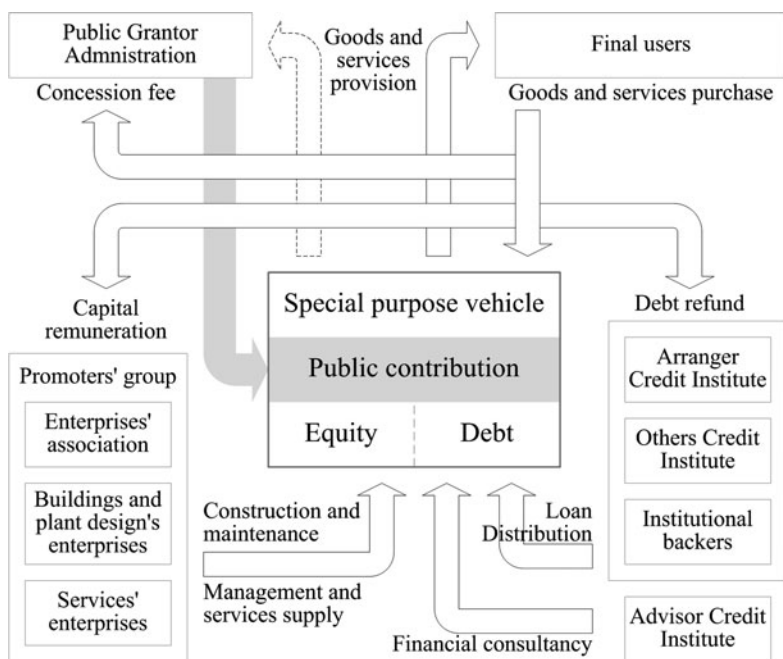 Public Grantor
Admnistration
Concession fee
Goods and
services
provision
Final users
Goods and services purchase
Capital
remuneration
Debt refund
Special purpose vehicle
Public contribution
Equity
Debt
Promoters' group
Enterprises'
association
Buildings and
plant design's
enterprises
Services'
enterprises
Arranger
Credit Institute
Others Credit
Institute
Institutional
backers
Advisor Credit
Institute
Construction and
maintenance
Management and
services supply
Loan
Distribution
Financial consultancy